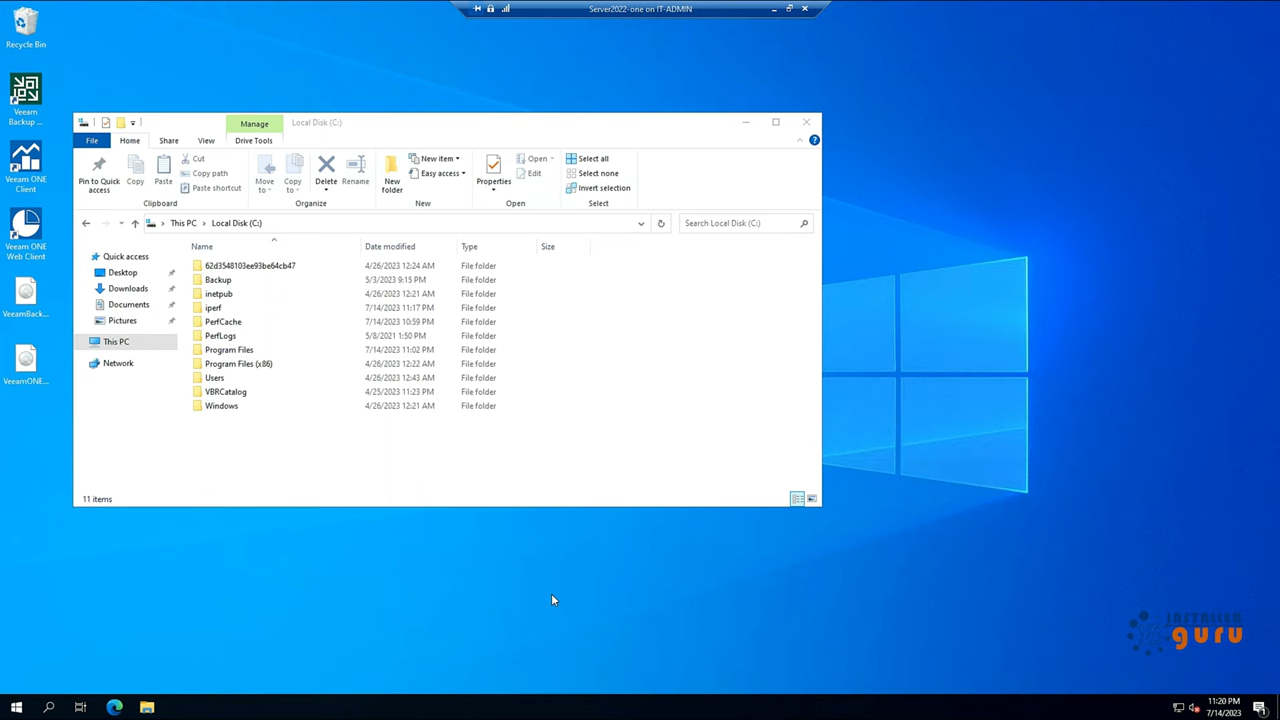 Server2022-one on IT-ADMIN
Recycle Bin
Veeam
Backup ...
Veeam ONE
Client
Veeam ONE
Web Client
VeeamBack...
VeeamONE...
Manage
Local Disk (C:)
File
Home
Share
View
Drive Tools
Pin to Quick
access
Copy
Paste
Cut
Copy path
Paste shortcut
Clipboard
Move
to
Copy
to
Delete
Rename
Organize
New
folder
New item
Easy access
New
Properties
Open
Edit
Open
Select all
Select none
Invert selection
Select
This PC > Local Disk (C:)
Search Local Disk (C:)
Name Date modified Type Size
Quick access
Desktop
Downloads
Documents
Pictures
This PC
Network
62d3548103ee93be64cb47 4/26/2023 12:24 AM File folder
Backup 5/3/2023 9:15 PM File folder
inetpub 4/26/2023 12:21 AM File folder
iperf 7/14/2023 11:17 PM File folder
PerfCache 7/14/2023 10:59 PM File folder
PerfLogs 5/8/2021 1:50 PM File folder
Program Files 7/14/2023 11:02 PM File folder
Program Files (x86) 4/26/2023 12:22 AM File folder
Users 4/26/2023 12:43 AM File folder
VBRCatalog 4/25/2023 11:23 PM File folder
Windows 4/26/2023 12:21 AM File folder
11 items
INSTALLER
guru
11:20 PM
7/14/2023
1